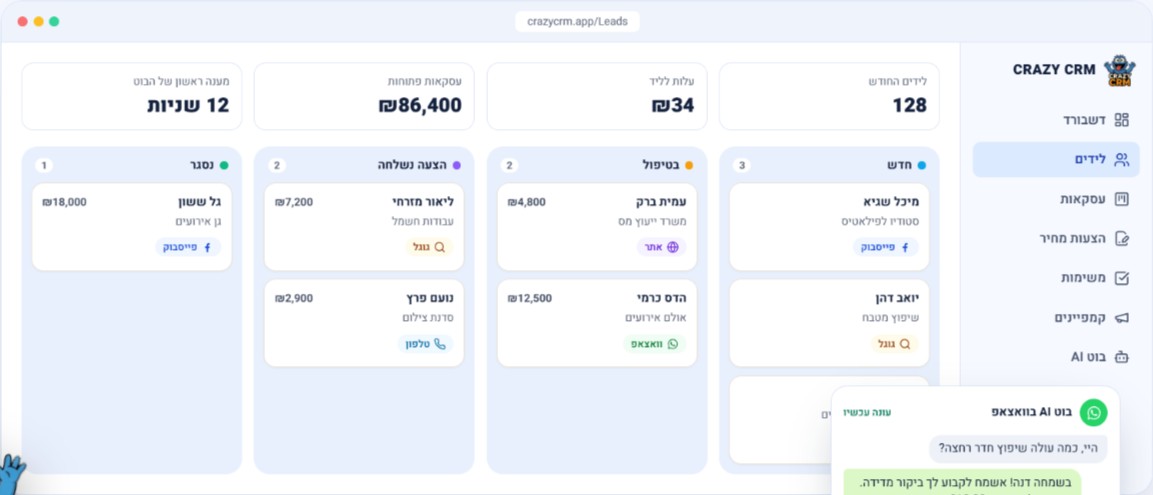 crazycrm.app/Leads
CRAZY CRM
CRAZY CRM
דשבורד
לידים
עסקאות
הצעות מחיר
משימות
קמפיינים
בוט AI
לידים החודש
128
עלות לליד
₪34
עסקאות פתוחות
₪86,400
מענה ראשון של הבוט
12 שניות
חדש 3
מיכל שגיא
סטודיו לפילאטיס
פייסבוק
יואב דהן
שיפוץ מטבח
גוגל
בטיפול 2
עמית ברק ₪4,800
משרד ייעוץ מס
אתר
הדס כרמי ₪12,500
אולם אירועים
וואצאפ
הצעה נשלחה 2
ליאור מזרחי ₪7,200
עבודות חשמל
גוגל
נועם פרץ ₪2,900
סדנת צילום
טלפון
נסגר 1
גל ששון ₪18,000
גן אירועים
פייסבוק
בוט AI בוואצאפ עונה עכשיו
היי, כמה עולה שיפוץ חדר רחצה?
בשמחה דנה! אשמח לקבוע לך ביקור מדידה.